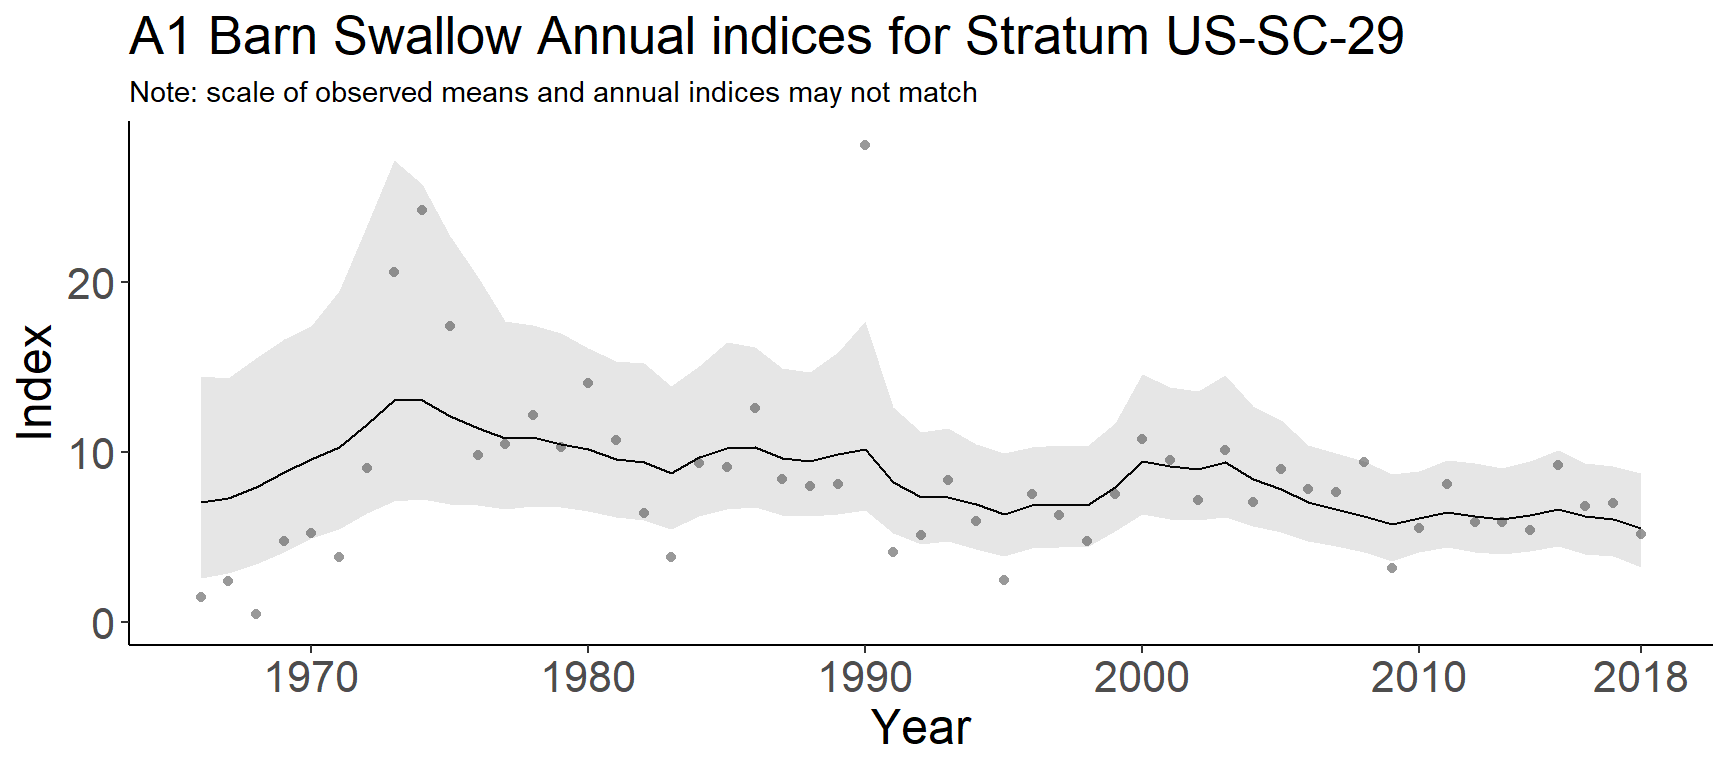 A1 Barn Swallow Annual indices for Stratum US-SC-29
Note: scale of observed means and annual indices may not match
Index
20
10
0
1970 1980 1990 2000 2010 2018
Year